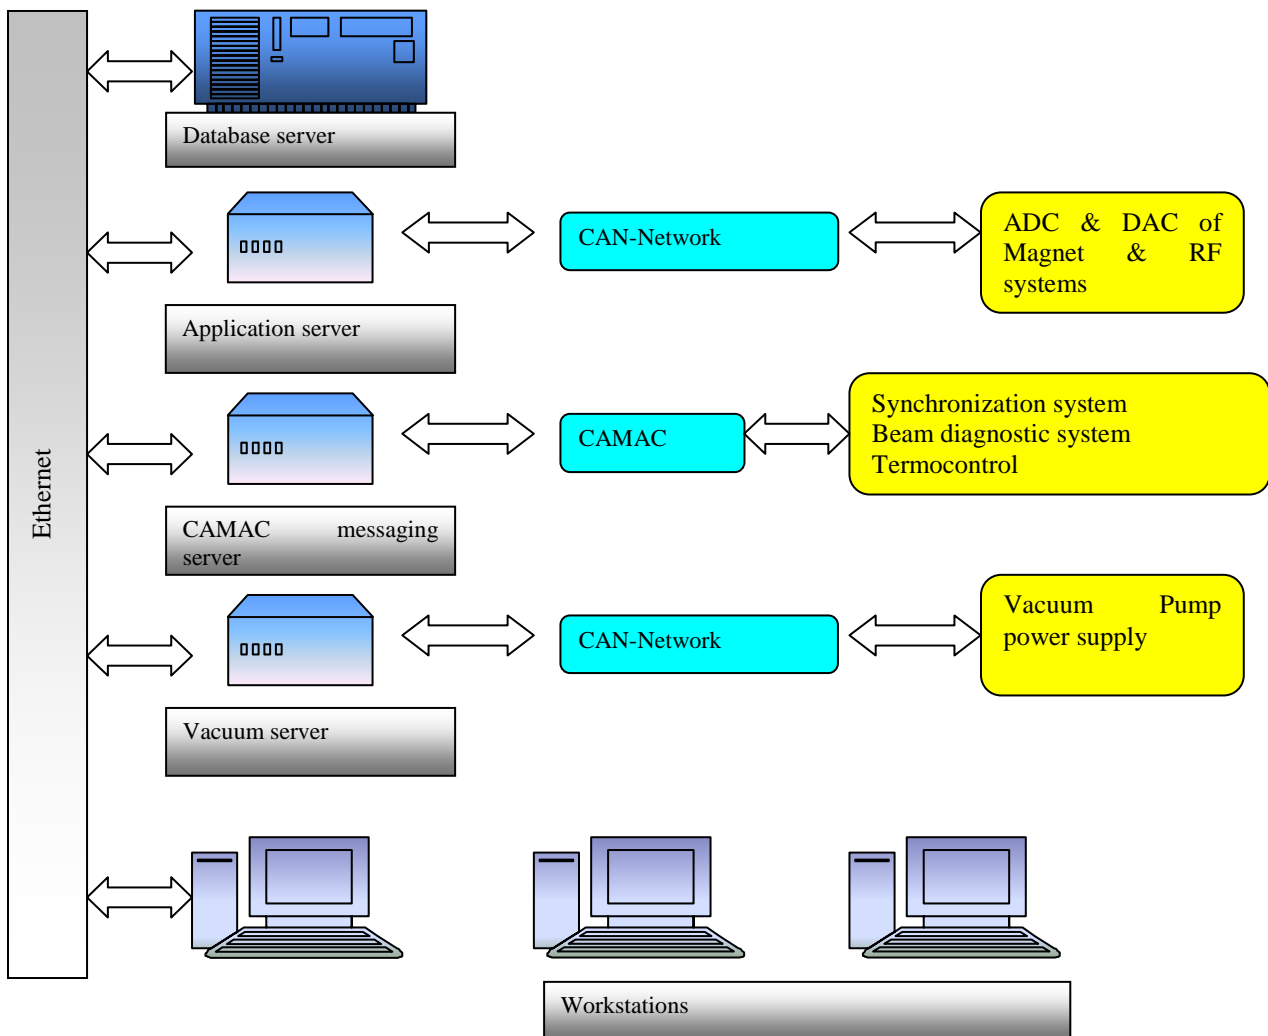 Ethernet
Database server
Application server
CAN-Network
ADC & DAC of
Magnet & RF
systems
CAMAC messaging
server
CAMAC
Synchronization system
Beam diagnostic system
Termocontrol
Vacuum server
CAN-Network
Vacuum Pump
power supply
Workstations